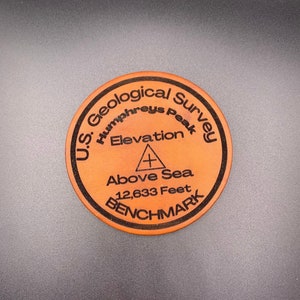 U.S. Geological Survey
Humphreys Peak
Elevation
Above Sea
12,633 Feet
BENCHMARK